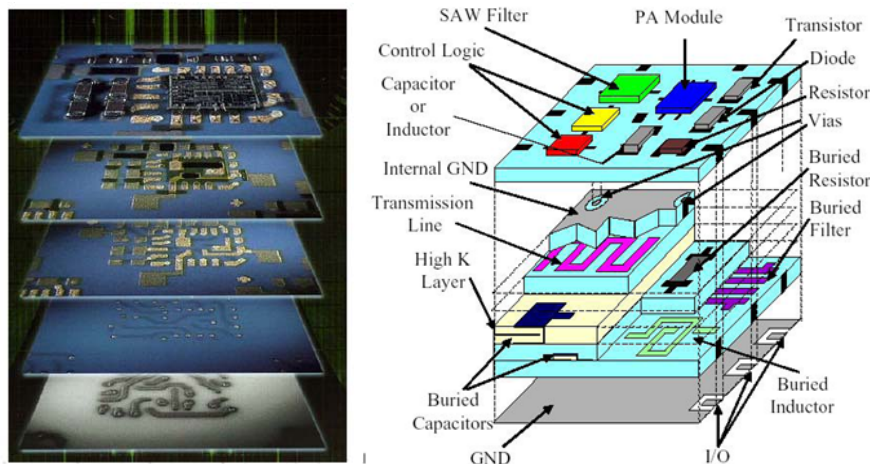 SAW Filter
PA Module
Transistor
Control Logic
Diode
Capacitor
or
Inductor
Resistor
Vias
Internal GND
Buried
Resistor
Transmission
Line
Buried
Filter
High K
Layer
Buried
Capacitors
Buried
Inductor
GND
I/O